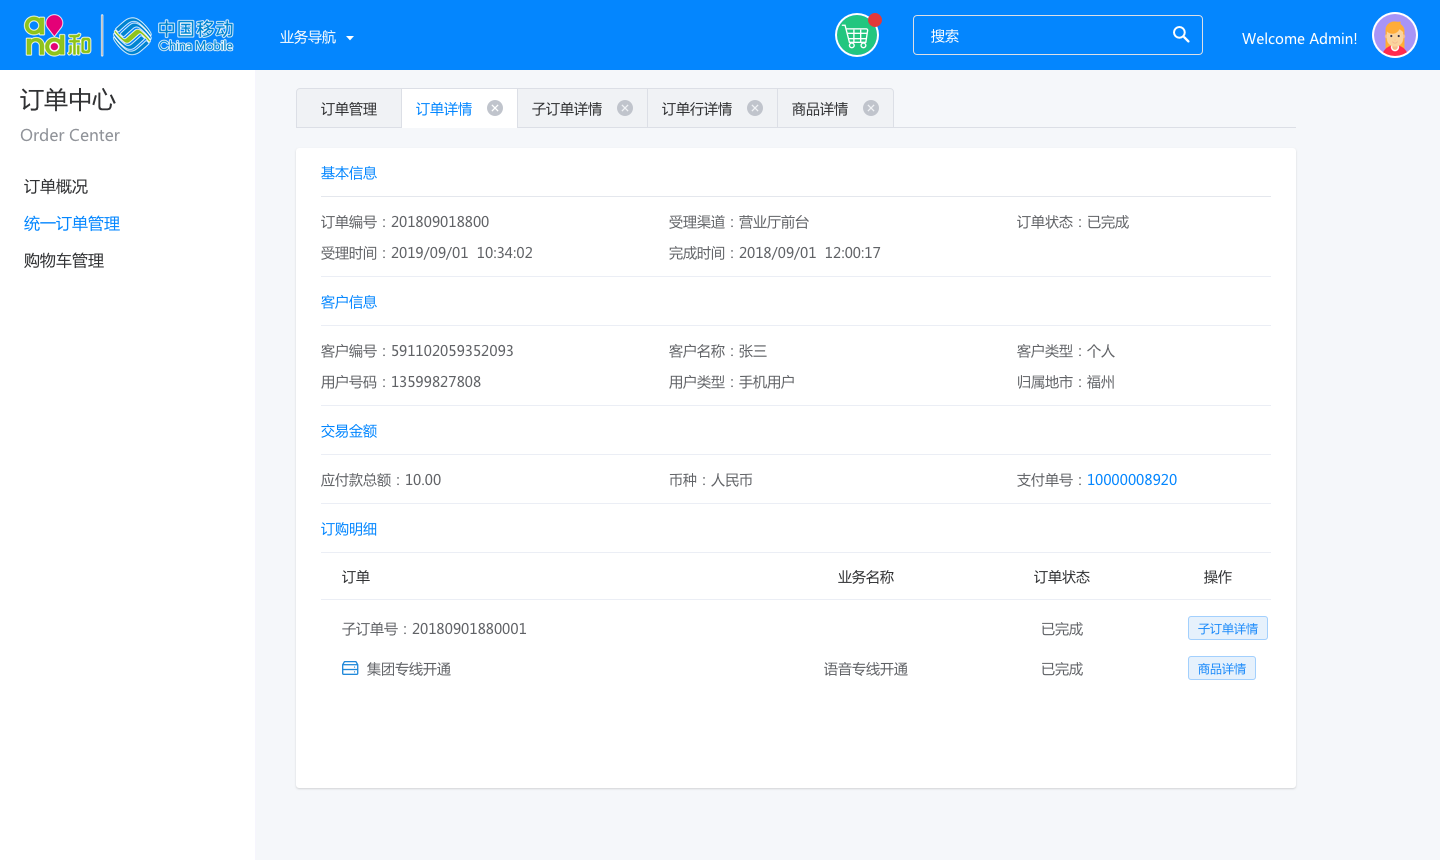 and和 中国移动 China Mobile 业务导航 搜索 Welcome Admin!
订单中心
Order Center
订单概况
统一订单管理
购物车管理
订单管理 订单详情 子订单详情 订单行详情 商品详情
基本信息
订单编号：201809018800 受理渠道：营业厅前台 订单状态：已完成
受理时间：2019/09/01 10:34:02 完成时间：2018/09/01 12:00:17
客户信息
客户编号：591102059352093 客户名称：张三 客户类型：个人
用户号码：13599827808 用户类型：手机用户 归属地市：福州
交易金额
应付款总额：10.00 币种：人民币 支付单号：10000008920
订购明细
订单 业务名称 订单状态 操作
子订单号：20180901880001 已完成 子订单详情
集团专线开通 语音专线开通 已完成 商品详情